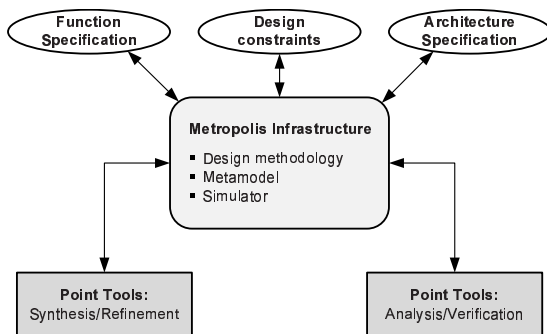 Function
Specification
Design
constraints
Architecture
Specification
Metropolis Infrastructure
▪ Design methodology
▪ Metamodel
▪ Simulator
Point Tools:
Synthesis/Refinement
Point Tools:
Analysis/Verification